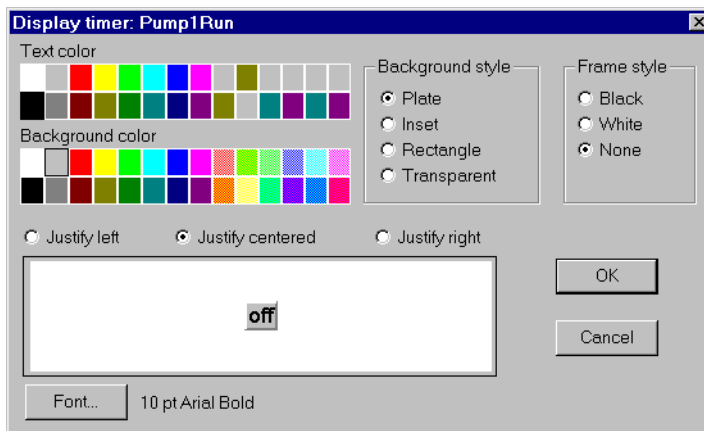 Display timer: Pump1Run
Text color
Background style
Frame style
Plate
Black
Inset
White
Background color
Rectangle
None
Transparent
Justify left
Justify centered
Justify right
off
OK
Cancel
Font...
10 pt Arial Bold